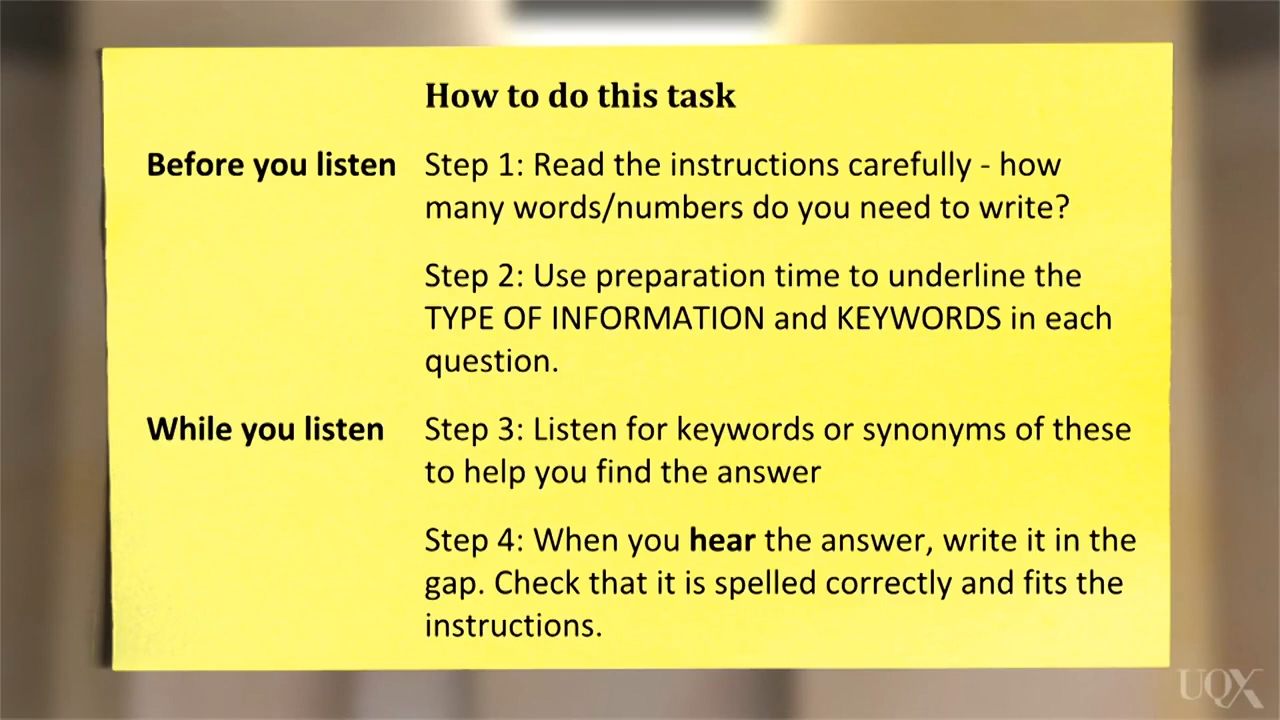 How to do this task
Before you listen Step 1: Read the instructions carefully - how
many words/numbers do you need to write?
Step 2: Use preparation time to underline the
TYPE OF INFORMATION and KEYWORDS in each
question.
While you listen Step 3: Listen for keywords or synonyms of these
to help you find the answer
Step 4: When you hear the answer, write it in the
gap. Check that it is spelled correctly and fits the
instructions.
UQX